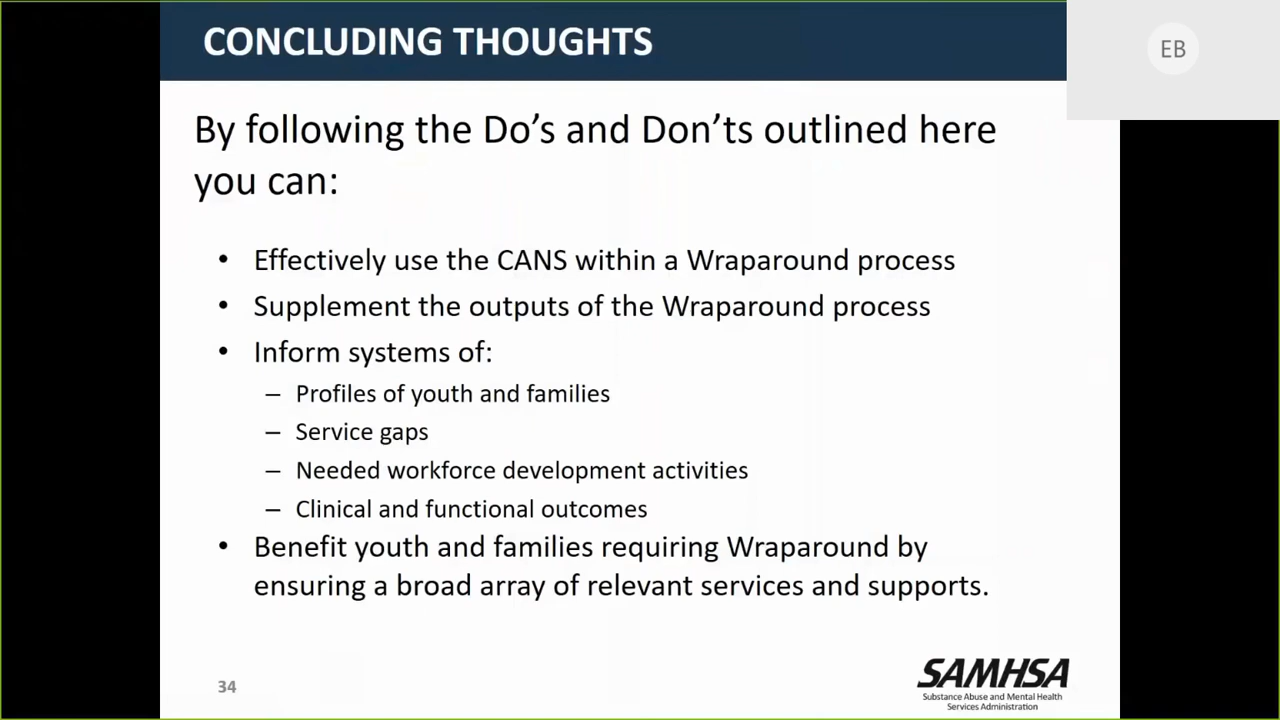 CONCLUDING THOUGHTS
EB
By following the Do’s and Don’ts outlined here
you can:
• Effectively use the CANS within a Wraparound process
• Supplement the outputs of the Wraparound process
• Inform systems of:
– Profiles of youth and families
– Service gaps
– Needed workforce development activities
– Clinical and functional outcomes
• Benefit youth and families requiring Wraparound by
ensuring a broad array of relevant services and supports.
34
SAMHSA
Substance Abuse and Mental Health
Services Administration